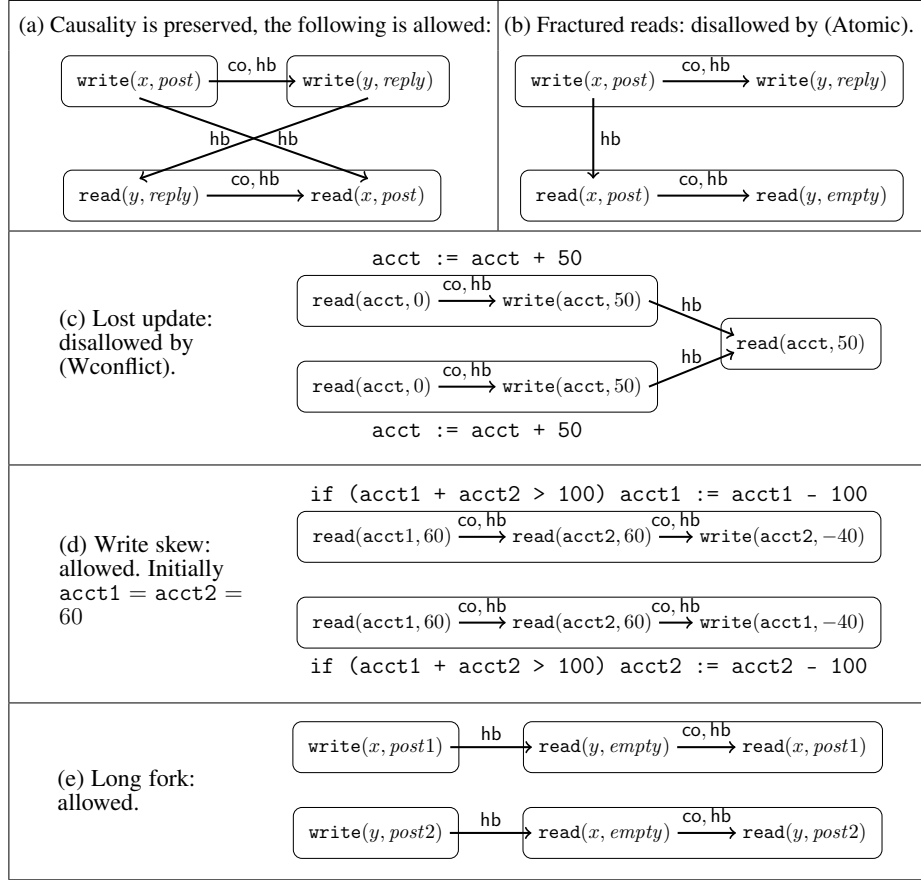 (a) Causality is preserved, the following is allowed:
write(x, post) co, hb write(y, reply)
hb hb
read(y, reply) co, hb read(x, post)
(b) Fractured reads: disallowed by (Atomic).
write(x, post) co, hb write(y, reply)
hb
read(x, post) co, hb read(y, empty)
(c) Lost update:
disallowed by
(Wconflict).
acct := acct + 50
read(acct, 0) co, hb write(acct, 50) hb
read(acct, 50)
read(acct, 0) co, hb write(acct, 50) hb
acct := acct + 50
(d) Write skew:
allowed. Initially
acct1 = acct2 =
60
if (acct1 + acct2 > 100) acct1 := acct1 - 100
read(acct1, 60) co, hb read(acct2, 60) co, hb write(acct2, −40)
read(acct1, 60) co, hb read(acct2, 60) co, hb write(acct1, −40)
if (acct1 + acct2 > 100) acct2 := acct2 - 100
(e) Long fork:
allowed.
write(x, post1) hb read(y, empty) co, hb read(x, post1)
write(y, post2) hb read(x, empty) co, hb read(y, post2)